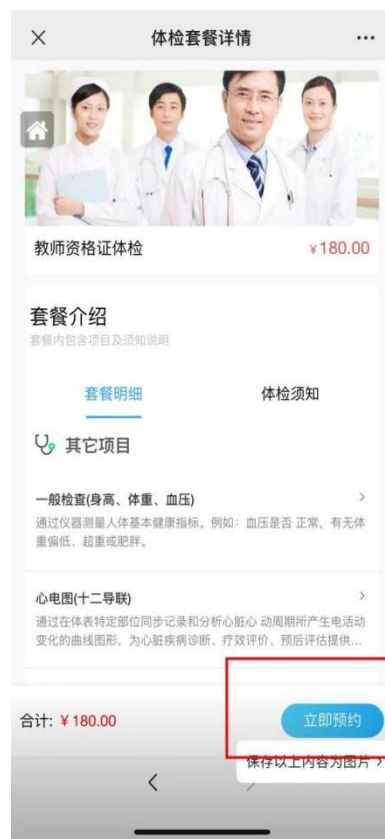 体检套餐详情
教师资格证体检
¥180.00
套餐介绍
套餐内包含项目及须知说明
套餐明细
体检须知
其它项目
一般检查(身高、体重、血压)
通过仪器测量人体基本健康指标。例如：血压是否 正常，有无体
重偏低、超重或肥胖。
心电图(十二导联)
通过在体表特定部位同步记录和分析心脏心 动周期所产生电活动
变化的曲线图形，为心脏疾病诊断、疗效评价、预后评估提供...
合计: ¥180.00
立即预约
保存以上内容为图片